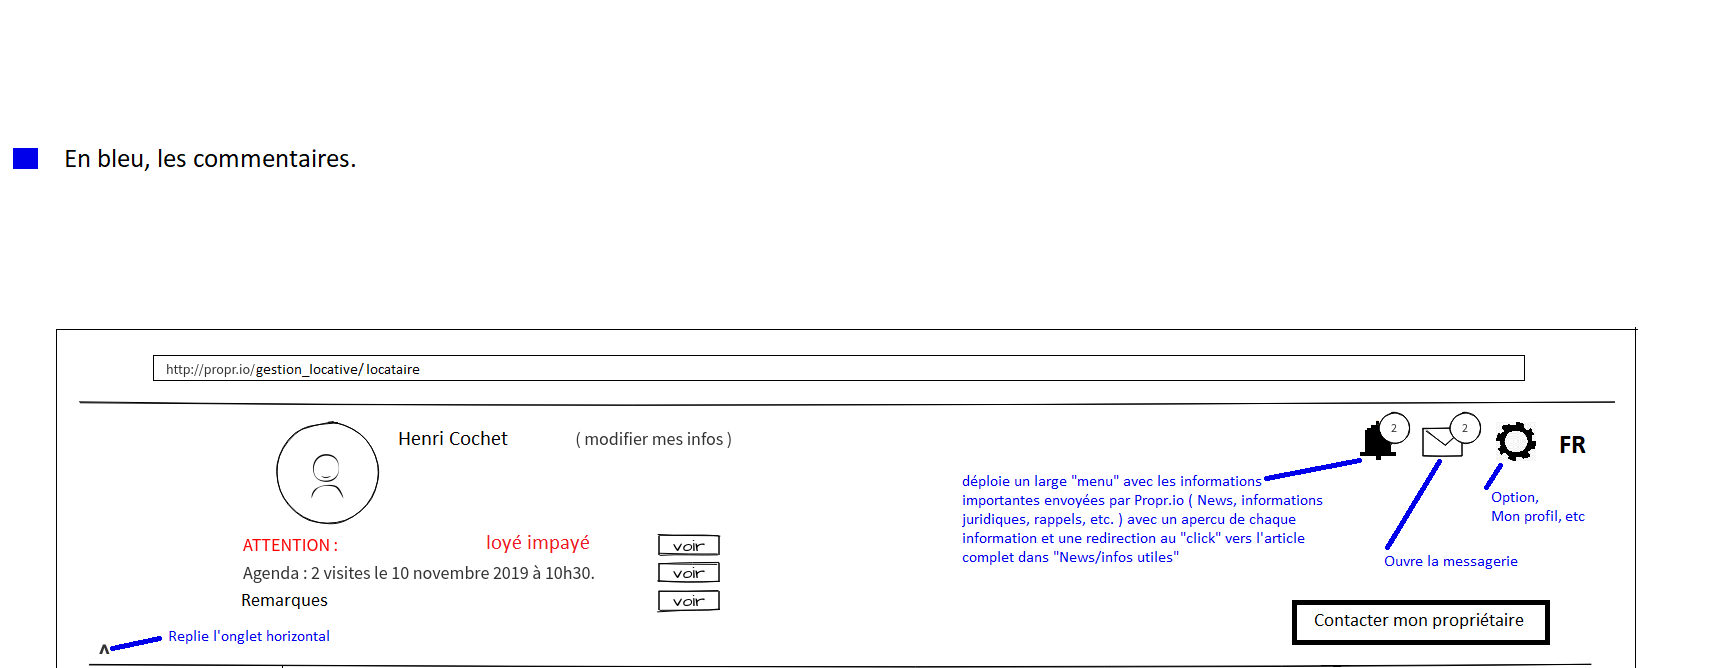 En bleu, les commentaires.
http://propr.io/gestion_locative/ locataire
Henri Cochet
( modifier mes infos )
2
2
FR
déploie un large "menu" avec les informations
importantes envoyées par Propr.io ( News, informations
juridiques, rappels, etc. ) avec un apercu de chaque
information et une redirection au "click" vers l'article
complet dans "News/infos utiles"
Option,
Mon profil, etc
Ouvre la messagerie
ATTENTION :
loyé impayé
voir
Agenda : 2 visites le 10 novembre 2019 à 10h30.
voir
Remarques
voir
Contacter mon propriétaire
Replie l'onglet horizontal
^